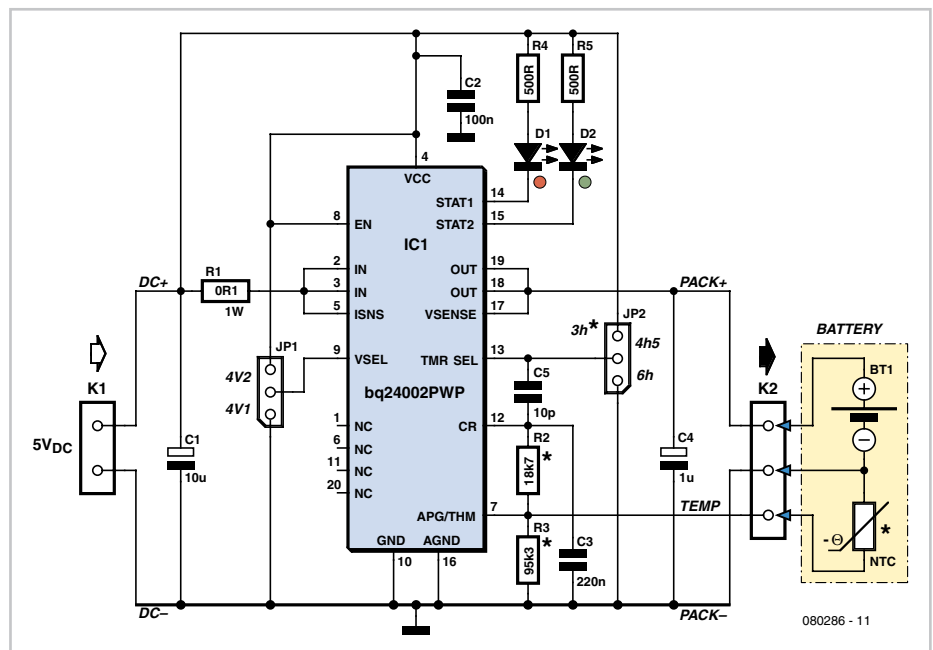 R4
R5
500R
500R
C2
100n
D1
D2
4
VCC
STAT1
14
STAT2
15
8
EN
IC1
R1
DC+
0R1
1W
2
IN
3
IN
5
ISNS
OUT
19
OUT
18
VSENSE
17
PACK+
JP2
3h*
4h5
6h
BATTERY
JP1
4V2
4V1
9
VSEL
TMR SEL
13
bq24002PWP
C5
10p
K1
5VDC
K2
BT1
+
−
1
NC
6
NC
11
NC
20
NC
CR
12
R2
*
18k7
C1
10u
C4
1u
APG/THM
7
TEMP
R3
*
95k3
C3
220n
-Θ
*
NTC
GND
AGND
10
16
DC–
PACK–
080286 - 11